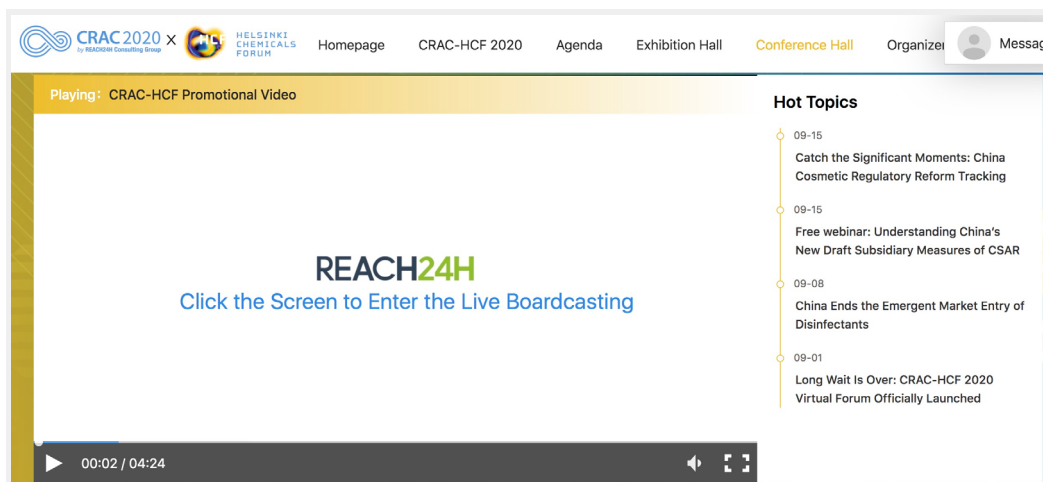 CRAC 2020 X
by REACH24H Consulting Group
HCF
HELSINKI
CHEMICALS
FORUM
Homepage
CRAC-HCF 2020
Agenda
Exhibition Hall
Conference Hall
Organizer
Messag
Playing: CRAC-HCF Promotional Video
REACH24H
Click the Screen to Enter the Live Boardcasting
00:02 / 04:24
Hot Topics
09-15
Catch the Significant Moments: China
Cosmetic Regulatory Reform Tracking
09-15
Free webinar: Understanding China's
New Draft Subsidiary Measures of CSAR
09-08
China Ends the Emergent Market Entry of
Disinfectants
09-01
Long Wait Is Over: CRAC-HCF 2020
Virtual Forum Officially Launched